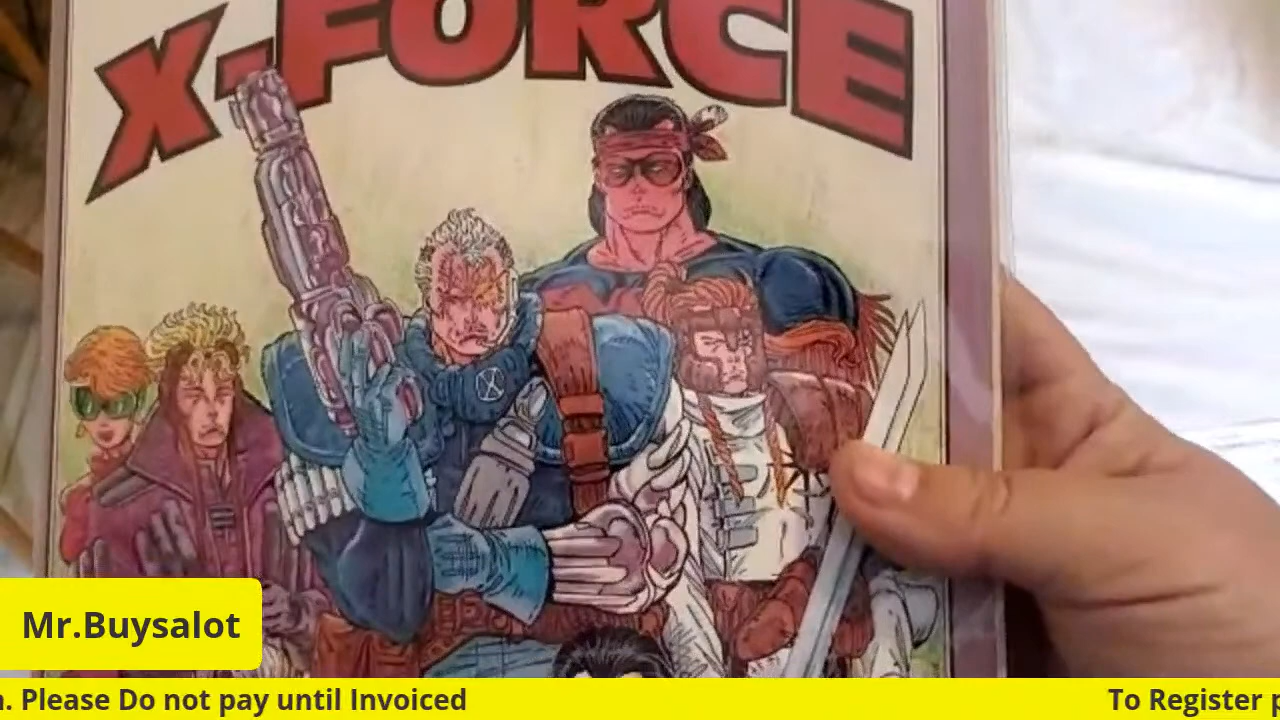 X-FORCE
Mr.Buysalot
. Please Do not pay until Invoiced
To Register